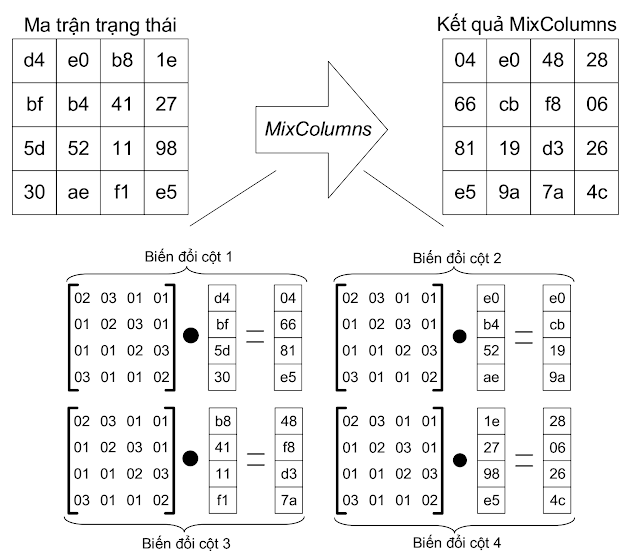 Ma trận trạng thái
Kết quả MixColumns
d4 e0 b8 1e
bf b4 41 27
5d 52 11 98
30 ae f1 e5
MixColumns
04 e0 48 28
66 cb f8 06
81 19 d3 26
e5 9a 7a 4c
Biến đổi cột 1
02 03 01 01 d4 04
01 02 03 01 bf 66
01 01 02 03 5d 81
03 01 01 02 30 e5
Biến đổi cột 2
02 03 01 01 e0 e0
01 02 03 01 b4 cb
01 01 02 03 52 19
03 01 01 02 ae 9a
02 03 01 01 b8 48
01 02 03 01 41 f8
01 01 02 03 11 d3
03 01 01 02 f1 7a
Biến đổi cột 3
02 03 01 01 1e 28
01 02 03 01 27 06
01 01 02 03 98 26
03 01 01 02 e5 4c
Biến đổi cột 4